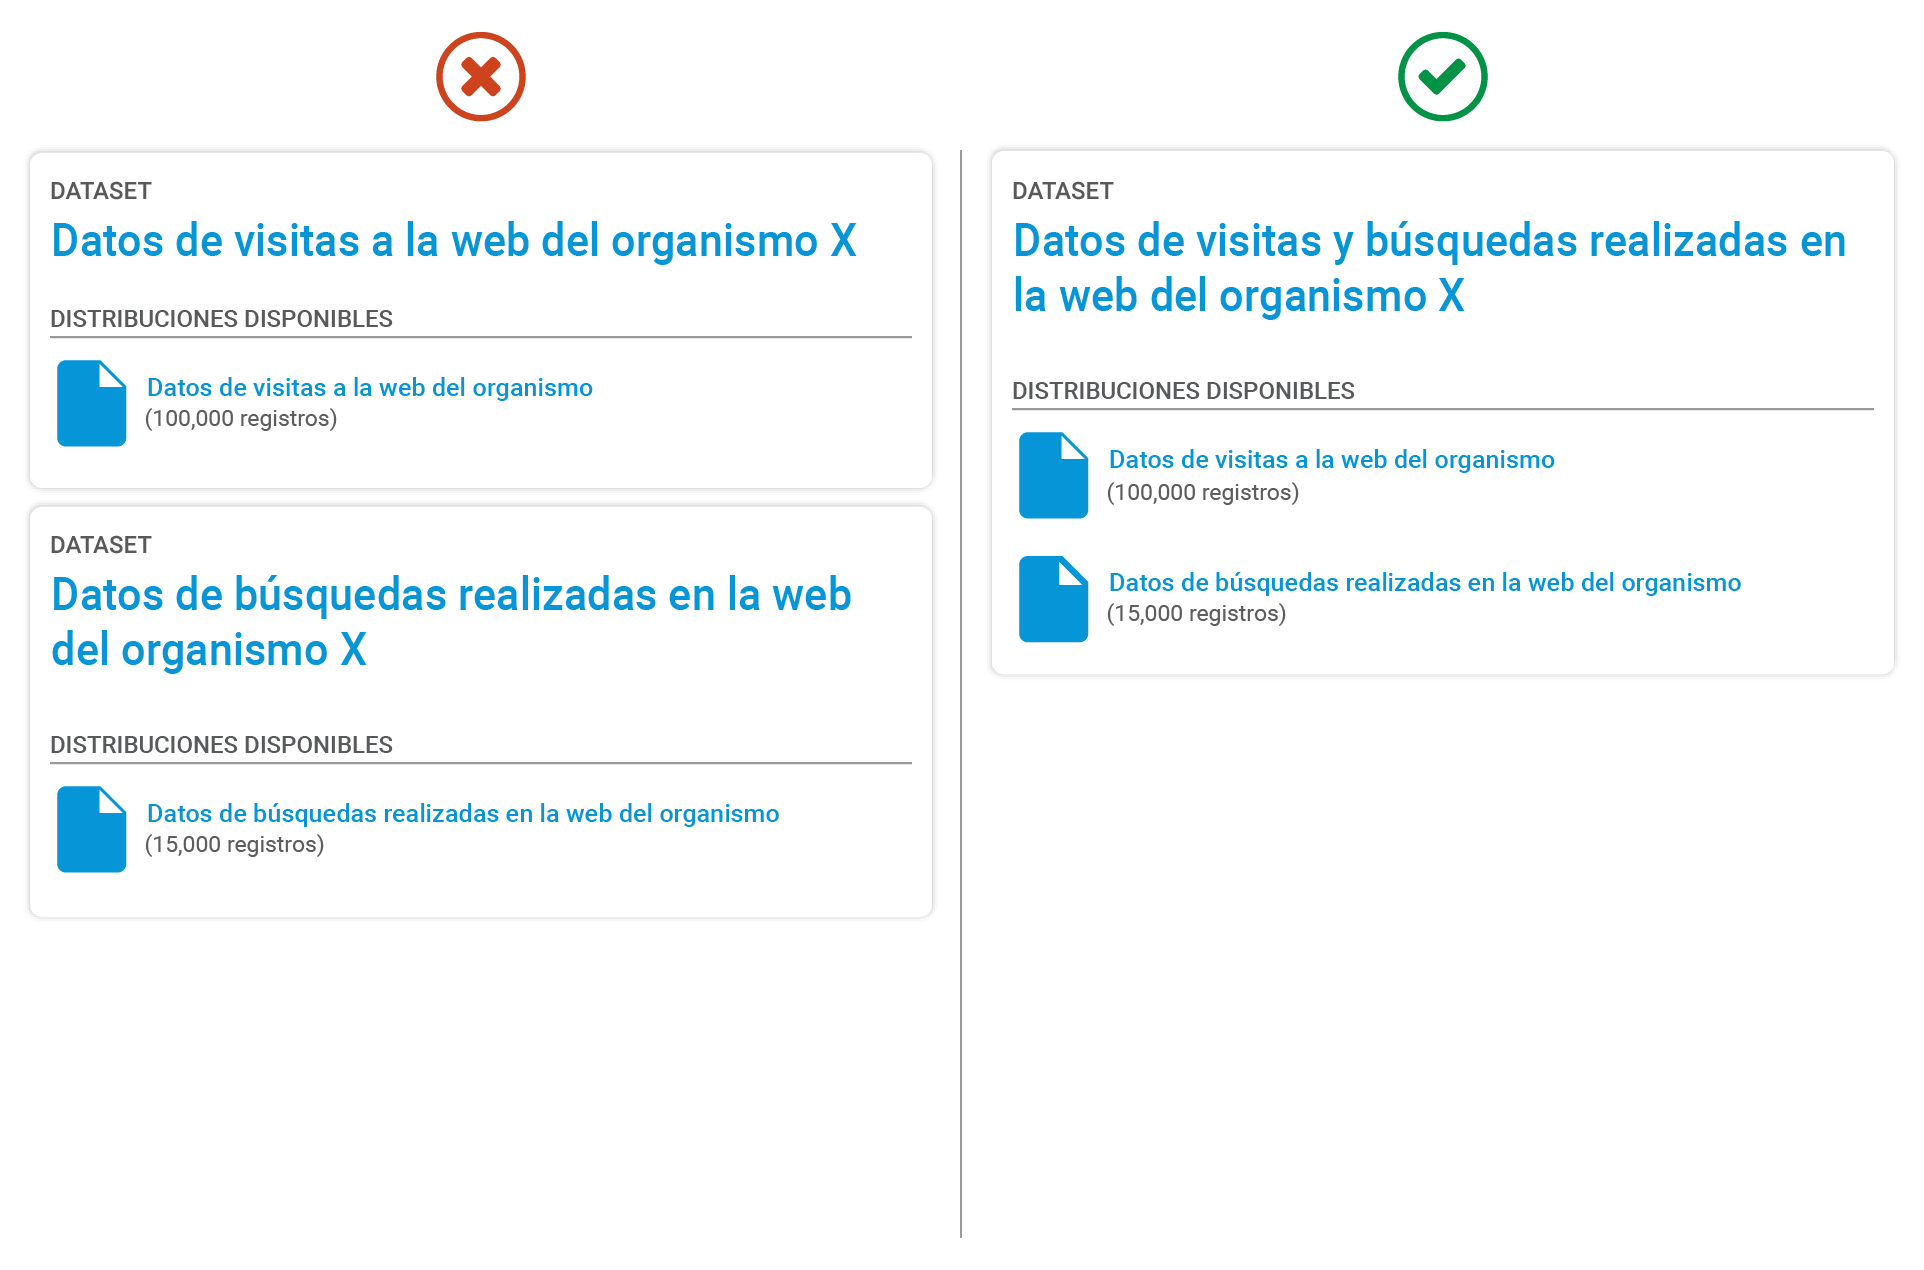 DATASET
Datos de visitas a la web del organismo X
DISTRIBUCIONES DISPONIBLES
Datos de visitas a la web del organismo
(100,000 registros)
DATASET
Datos de búsquedas realizadas en la web
del organismo X
DISTRIBUCIONES DISPONIBLES
Datos de búsquedas realizadas en la web del organismo
(15,000 registros)
DATASET
Datos de visitas y búsquedas realizadas en
la web del organismo X
DISTRIBUCIONES DISPONIBLES
Datos de visitas a la web del organismo
(100,000 registros)
Datos de búsquedas realizadas en la web del organismo
(15,000 registros)